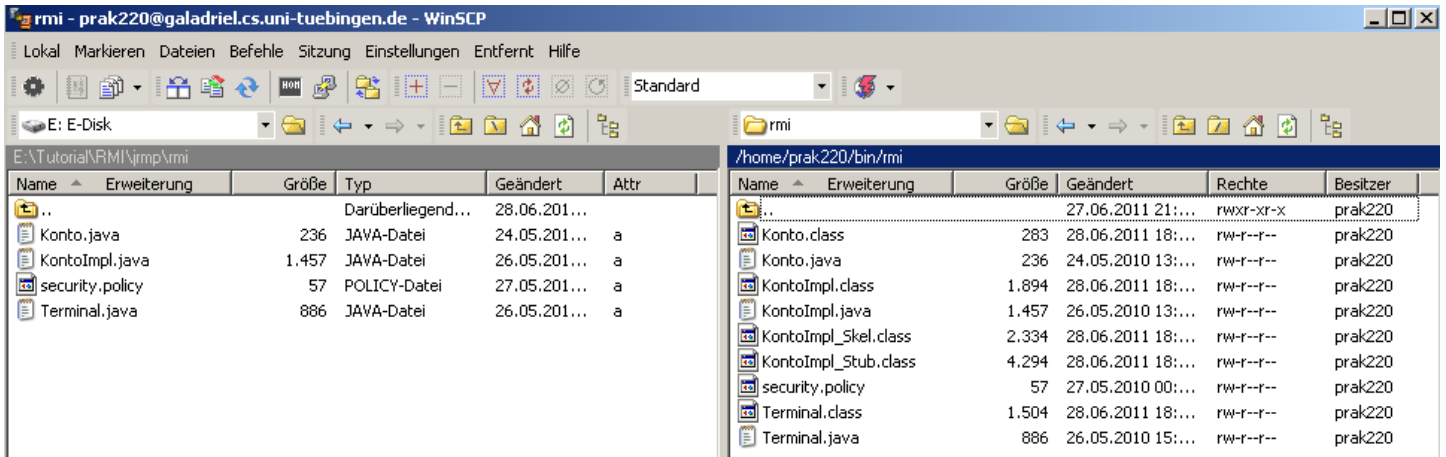 rmi - prak220@galadriel.cs.uni-tuebingen.de - WinSCP
Lokal Markieren Dateien Befehle Sitzung Einstellungen Entfernt Hilfe
Standard
E: E-Disk
rmi
E:\Tutorial\RMI\jrmp\rmi
/home/prak220/bin/rmi
Name Erweiterung Größe Typ Geändert Attr
Name Erweiterung Größe Geändert Rechte Besitzer
.. Darüberliegend... 28.06.201...
.. 27.06.2011 21:... rwxr-xr-x prak220
Konto.java 236 JAVA-Datei 24.05.201... a
Konto.class 283 28.06.2011 18:... rw-r--r-- prak220
KontoImpl.java 1.457 JAVA-Datei 26.05.201... a
Konto.java 236 24.05.2010 13:... rw-r--r-- prak220
security.policy 57 POLICY-Datei 27.05.201... a
KontoImpl.class 1.894 28.06.2011 18:... rw-r--r-- prak220
Terminal.java 886 JAVA-Datei 26.05.201... a
KontoImpl.java 1.457 26.05.2010 13:... rw-r--r-- prak220
KontoImpl_Skel.class 2.334 28.06.2011 18:... rw-r--r-- prak220
KontoImpl_Stub.class 4.294 28.06.2011 18:... rw-r--r-- prak220
security.policy 57 27.05.2010 00:... rw-r--r-- prak220
Terminal.class 1.504 28.06.2011 18:... rw-r--r-- prak220
Terminal.java 886 26.05.2010 15:... rw-r--r-- prak220